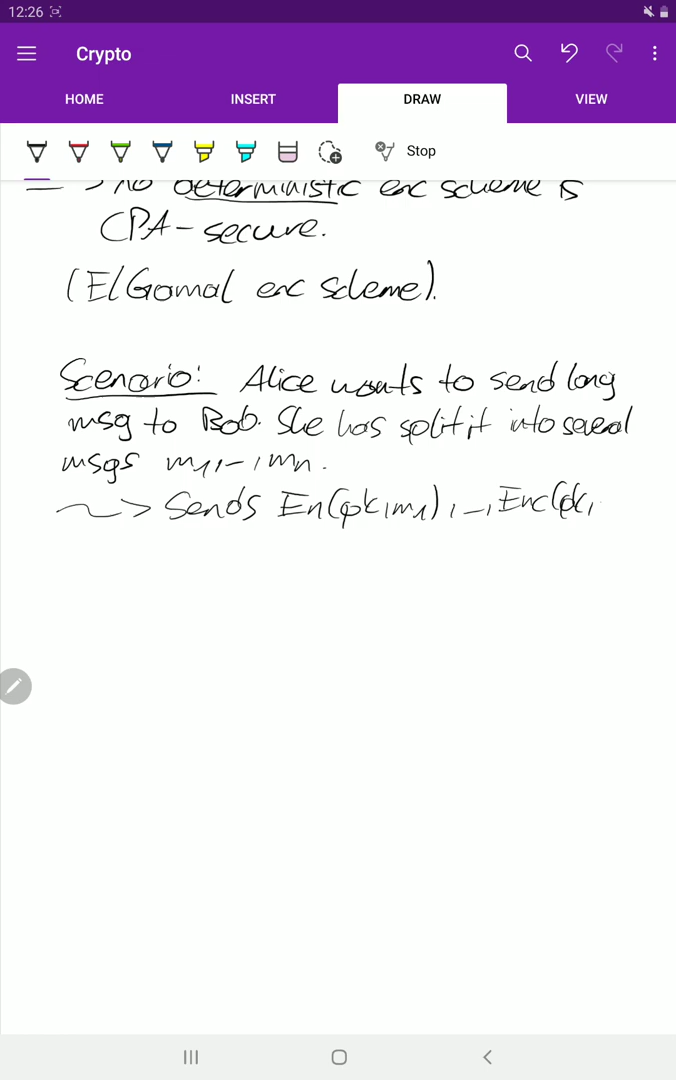 12:26
Crypto
HOME INSERT DRAW VIEW
Stop
=> no deterministic enc scheme is
CPA-secure.
(ElGamal enc scheme).
Scenario: Alice wants to send long
msg to Bob. She has split it into several
msgs m1,-,mn.
~> Sends En(pk,m1),-,Enc(pk,